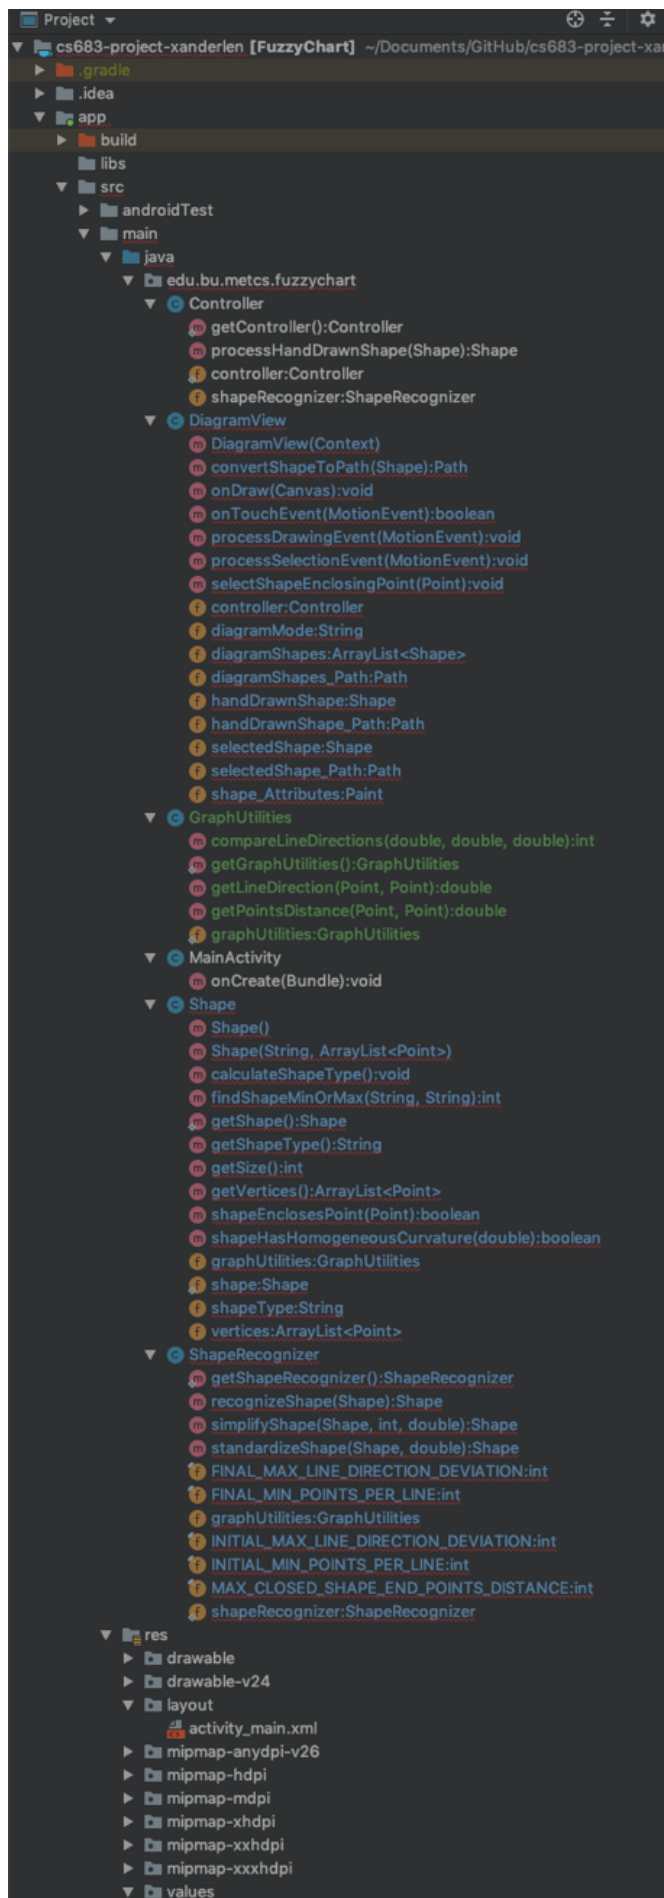 Project
cs683-project-xanderlen [FuzzyChart] ~/Documents/GitHub/cs683-project-xa
.gradle
.idea
app
build
libs
src
androidTest
main
java
edu.bu.metcs.fuzzychart
Controller
getController():Controller
processHandDrawnShape(Shape):Shape
controller:Controller
shapeRecognizer:ShapeRecognizer
DiagramView
DiagramView(Context)
convertShapeToPath(Shape):Path
onDraw(Canvas):void
onTouchEvent(MotionEvent):boolean
processDrawingEvent(MotionEvent):void
processSelectionEvent(MotionEvent):void
selectShapeEnclosingPoint(Point):void
controller:Controller
diagramMode:String
diagramShapes:ArrayList<Shape>
diagramShapes_Path:Path
handDrawnShape:Shape
handDrawnShape_Path:Path
selectedShape:Shape
selectedShape_Path:Path
shape_Attributes:Paint
GraphUtilities
compareLineDirections(double, double, double):int
getGraphUtilities():GraphUtilities
getLineDirection(Point, Point):double
getPointsDistance(Point, Point):double
graphUtilities:GraphUtilities
MainActivity
onCreate(Bundle):void
Shape
Shape()
Shape(String, ArrayList<Point>)
calculateShapeType():void
findShapeMinOrMax(String, String):int
getShape():Shape
getShapeType():String
getSize():int
getVertices():ArrayList<Point>
shapeEnclosesPoint(Point):boolean
shapeHasHomogeneousCurvature(double):boolean
graphUtilities:GraphUtilities
shape:Shape
shapeType:String
vertices:ArrayList<Point>
ShapeRecognizer
getShapeRecognizer():ShapeRecognizer
recognizeShape(Shape):Shape
simplifyShape(Shape, int, double):Shape
standardizeShape(Shape, double):Shape
FINAL_MAX_LINE_DIRECTION_DEVIATION:int
FINAL_MIN_POINTS_PER_LINE:int
graphUtilities:GraphUtilities
INITIAL_MAX_LINE_DIRECTION_DEVIATION:int
INITIAL_MIN_POINTS_PER_LINE:int
MAX_CLOSED_SHAPE_END_POINTS_DISTANCE:int
shapeRecognizer:ShapeRecognizer
res
drawable
drawable-v24
layout
activity_main.xml
mipmap-anydpi-v26
mipmap-hdpi
mipmap-mdpi
mipmap-xhdpi
mipmap-xxhdpi
mipmap-xxxhdpi
values